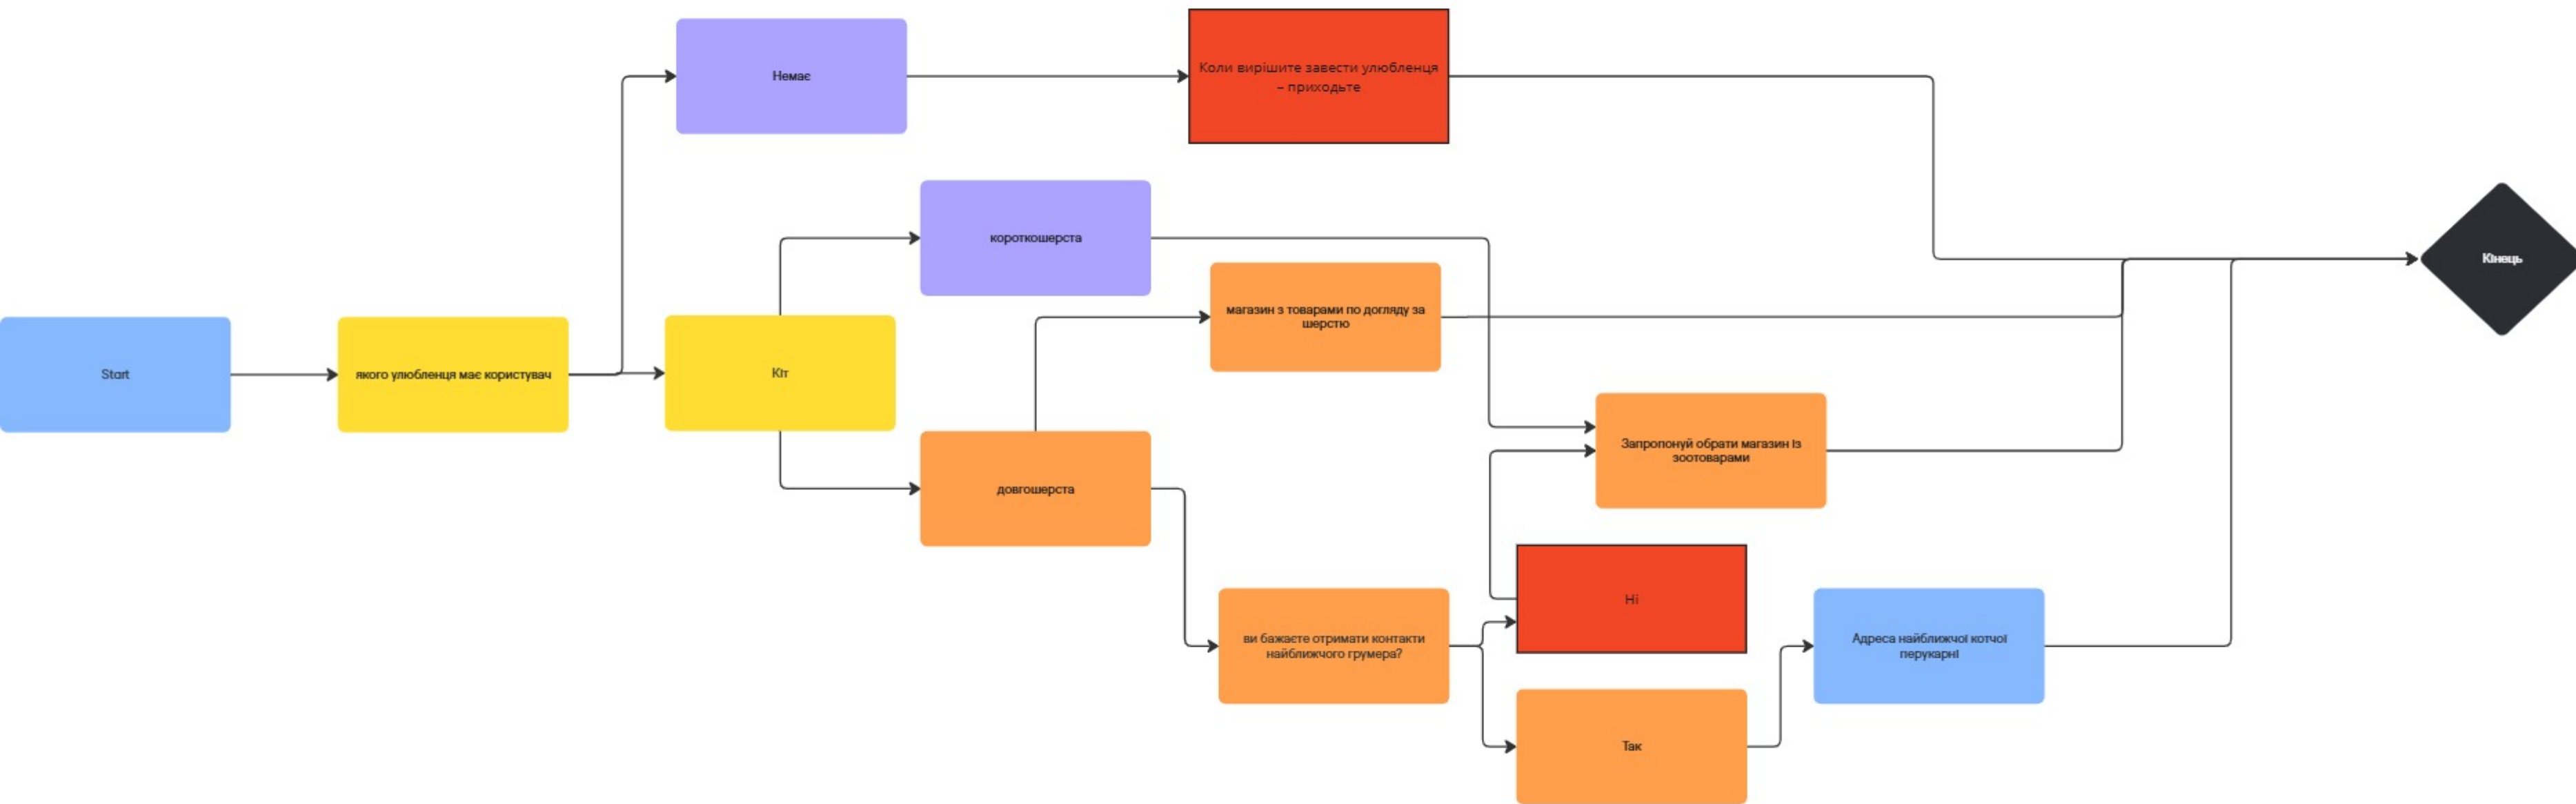 Немає
Коли вирішите завести улюбленця
– приходьте
короткошерста
Кінець
магазин з товарами по догляду за
шерстю
Start
якого улюбленця має користувач
Кіт
Запропонуй обрати магазин із
зоотоварами
довгошерста
Ні
ви бажаєте отримати контакти
найближчого грумера?
Адреса найближчої котчої
перукарні
Так